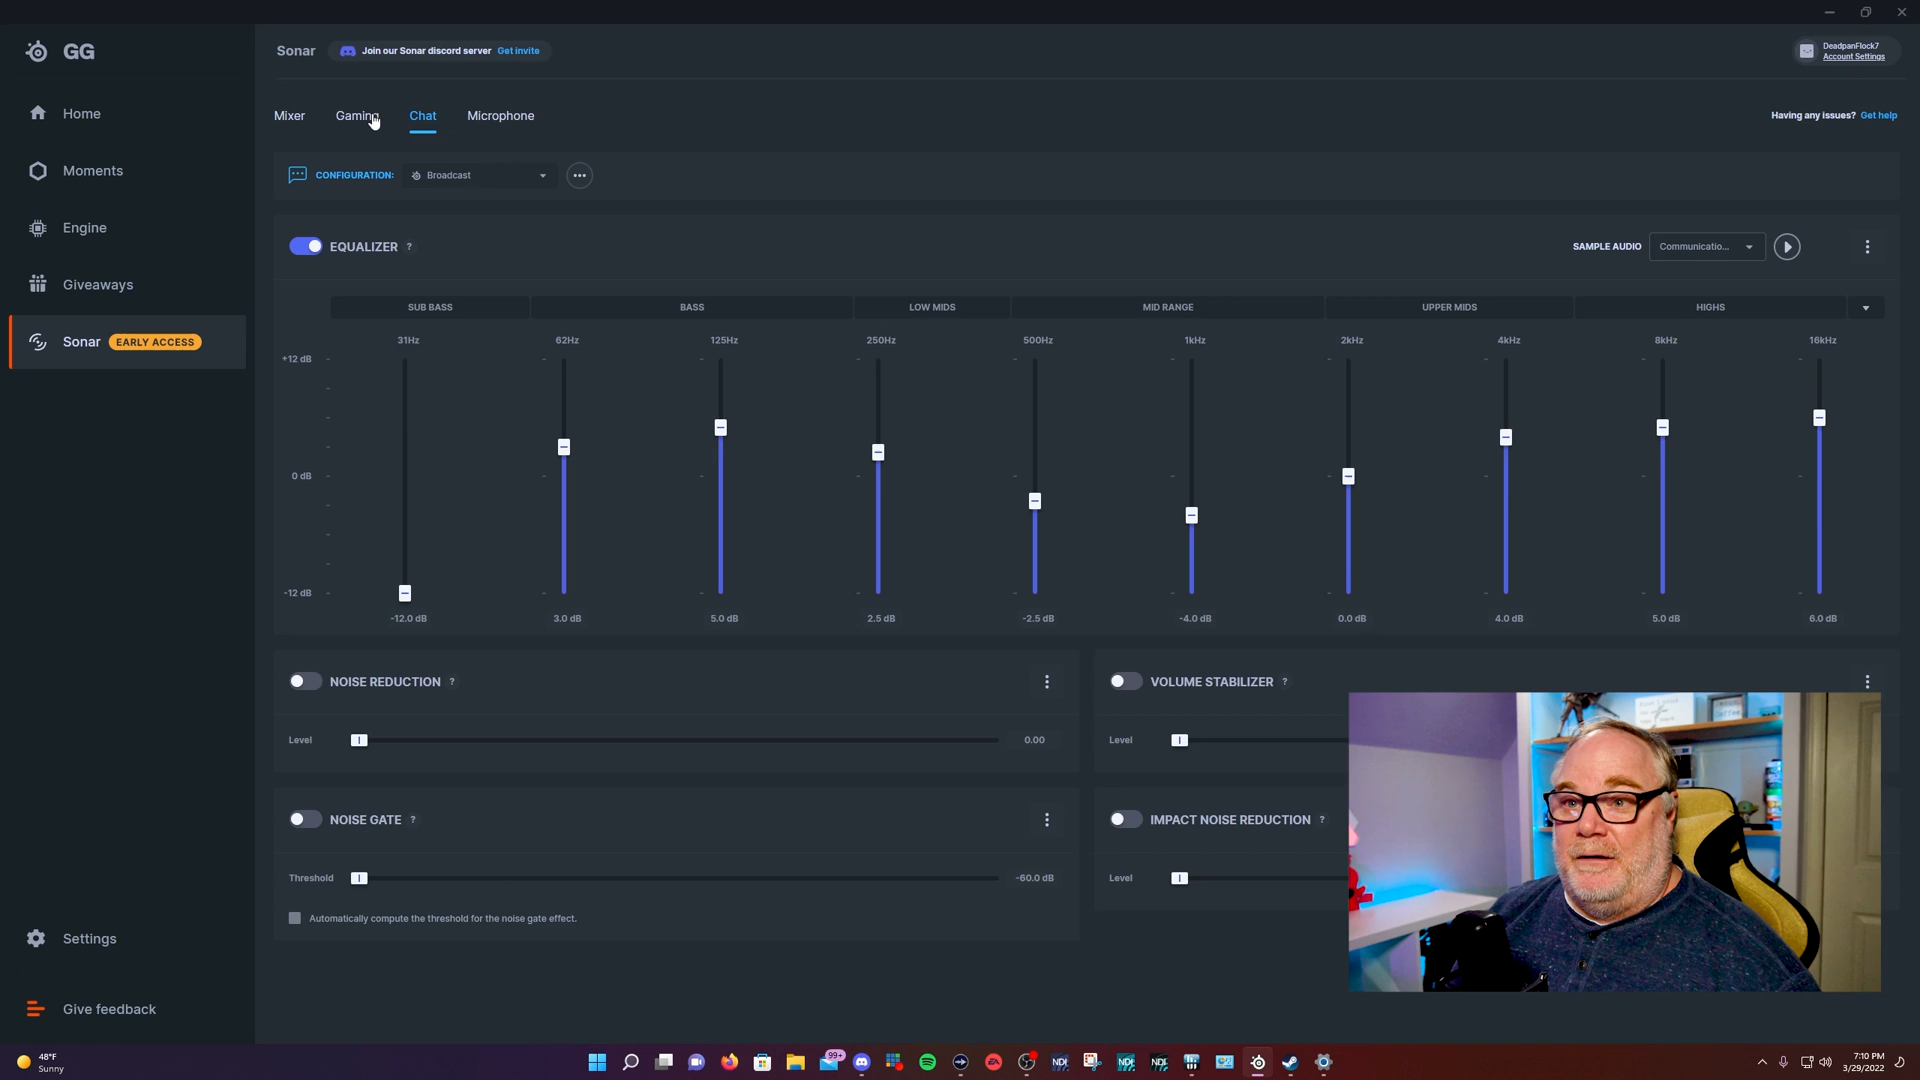 GG
Sonar
Join our Sonar discord server Get invite
DeadpanFlock7
Account Settings
Home
Moments
Engine
Giveaways
Sonar EARLY ACCESS
Settings
Give feedback
Mixer Gaming Chat Microphone
Having any issues? Get help
CONFIGURATION: Broadcast
EQUALIZER ?
SAMPLE AUDIO Communicatio...
SUB BASS BASS LOW MIDS MID RANGE UPPER MIDS HIGHS
31Hz 62Hz 125Hz 250Hz 500Hz 1kHz 2kHz 4kHz 8kHz 16kHz
+12 dB
0 dB
-12 dB
-12.0 dB 3.0 dB 5.0 dB 2.5 dB -2.5 dB -4.0 dB 0.0 dB 4.0 dB 5.0 dB 6.0 dB
NOISE REDUCTION ?
Level 0.00
VOLUME STABILIZER ?
Level
NOISE GATE ?
Threshold -60.0 dB
Automatically compute the threshold for the noise gate effect.
IMPACT NOISE REDUCTION ?
Level
48°F
Sunny
99+
NDI
NDI
NDI
EA
7:10 PM
3/29/2022